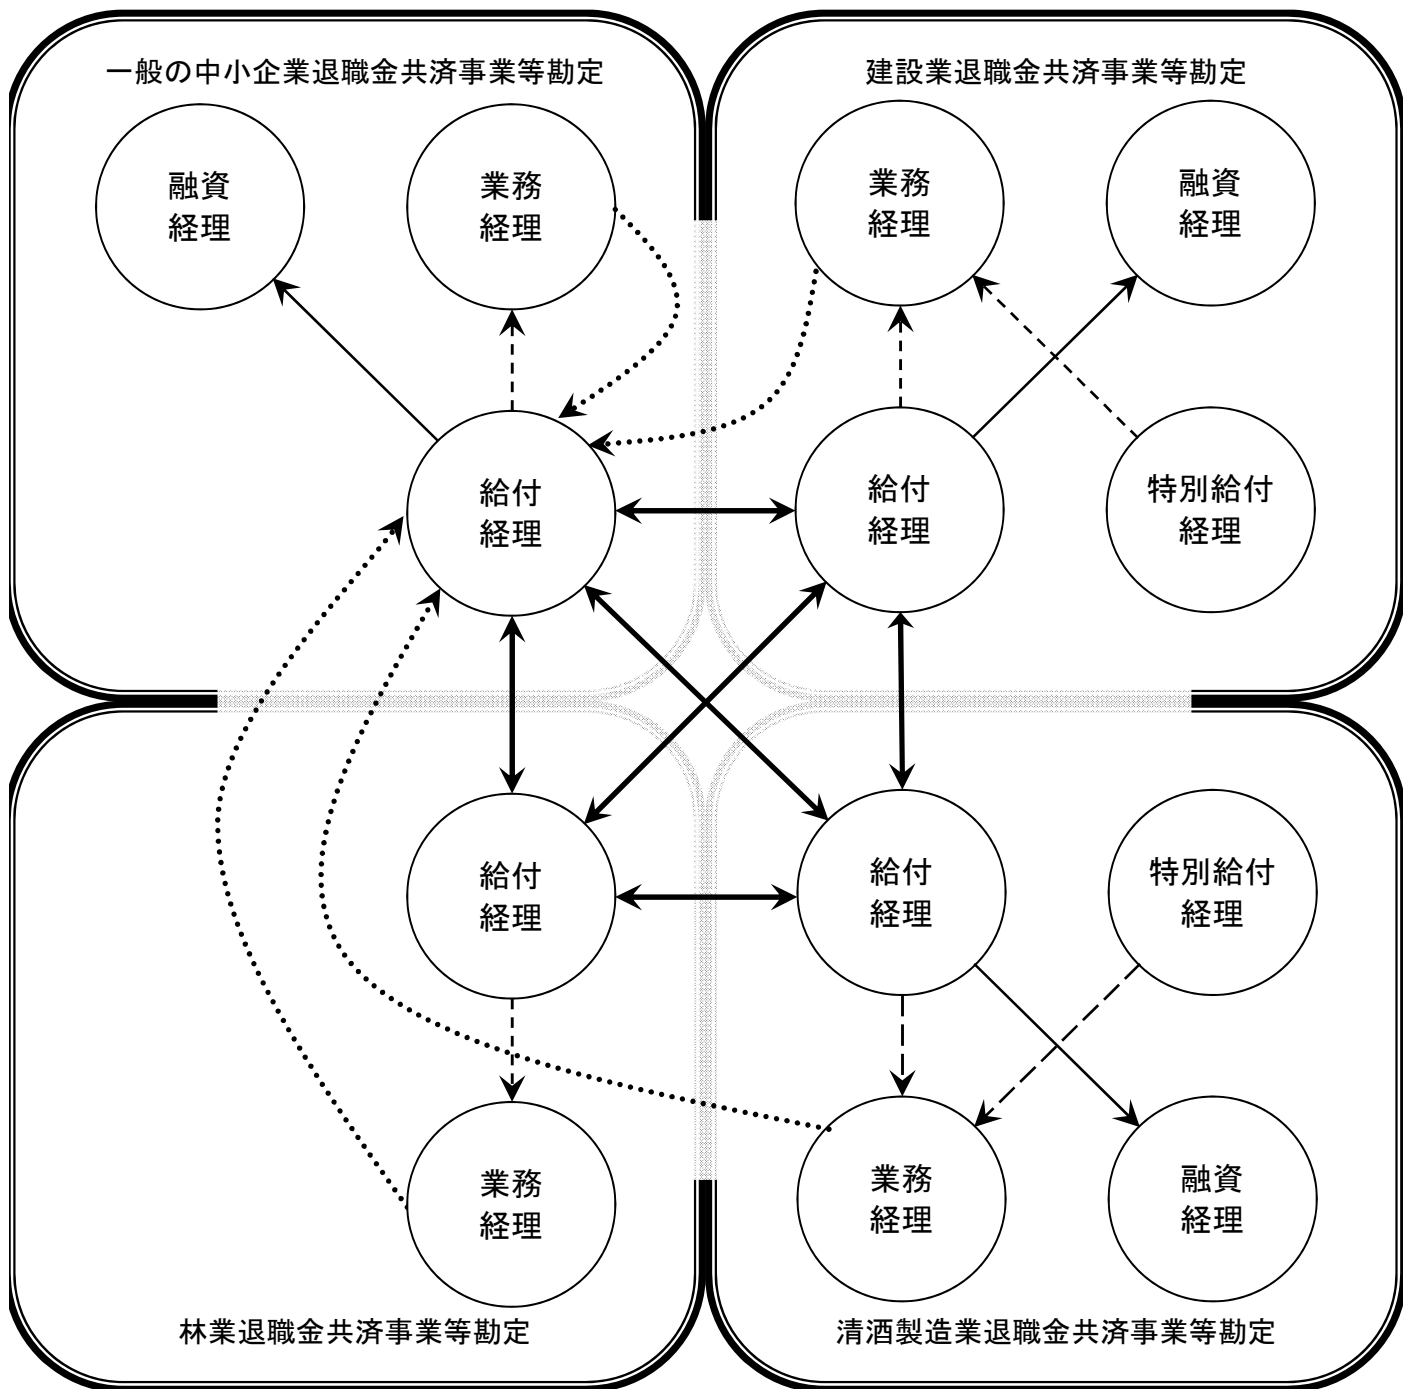 一般の中小企業退職金共済事業等勘定
融資
経理
業務
経理
給付
経理
建設業退職金共済事業等勘定
業務
経理
融資
経理
給付
経理
特別給付
経理
給付
経理
業務
経理
林業退職金共済事業等勘定
給付
経理
特別給付
経理
業務
経理
融資
経理
清酒製造業退職金共済事業等勘定